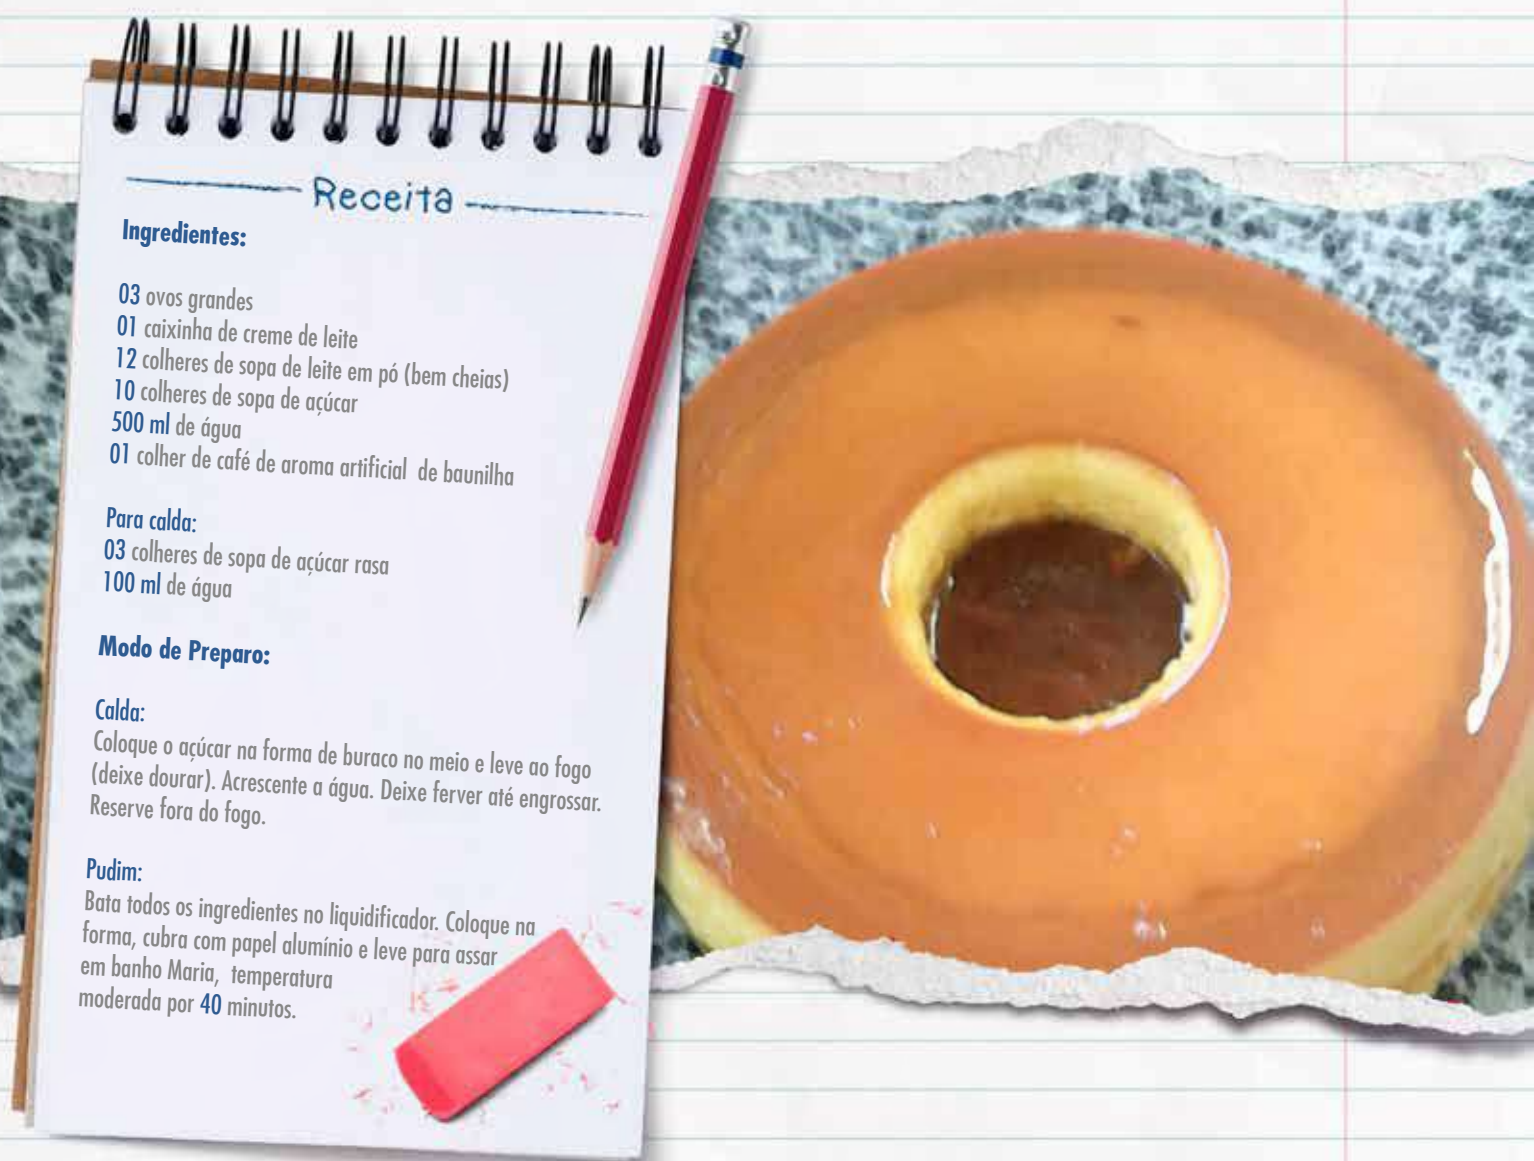 Receita
Ingredientes:
03 ovos grandes
01 caixinha de creme de leite
12 colheres de sopa de leite em pó (bem cheias)
10 colheres de sopa de açúcar
500 ml de água
01 colher de café de aroma artificial de baunilha
Para calda:
03 colheres de sopa de açúcar rasa
100 ml de água
Modo de Preparo:
Calda:
Coloque o açúcar na forma de buraco no meio e leve ao fogo
(deixe dourar). Acrescente a água. Deixe ferver até engrossar.
Reserve fora do fogo.
Pudim:
Bata todos os ingredientes no liquidificador. Coloque na
forma, cubra com papel alumínio e leve para assar
em banho Maria, temperatura
moderada por 40 minutos.